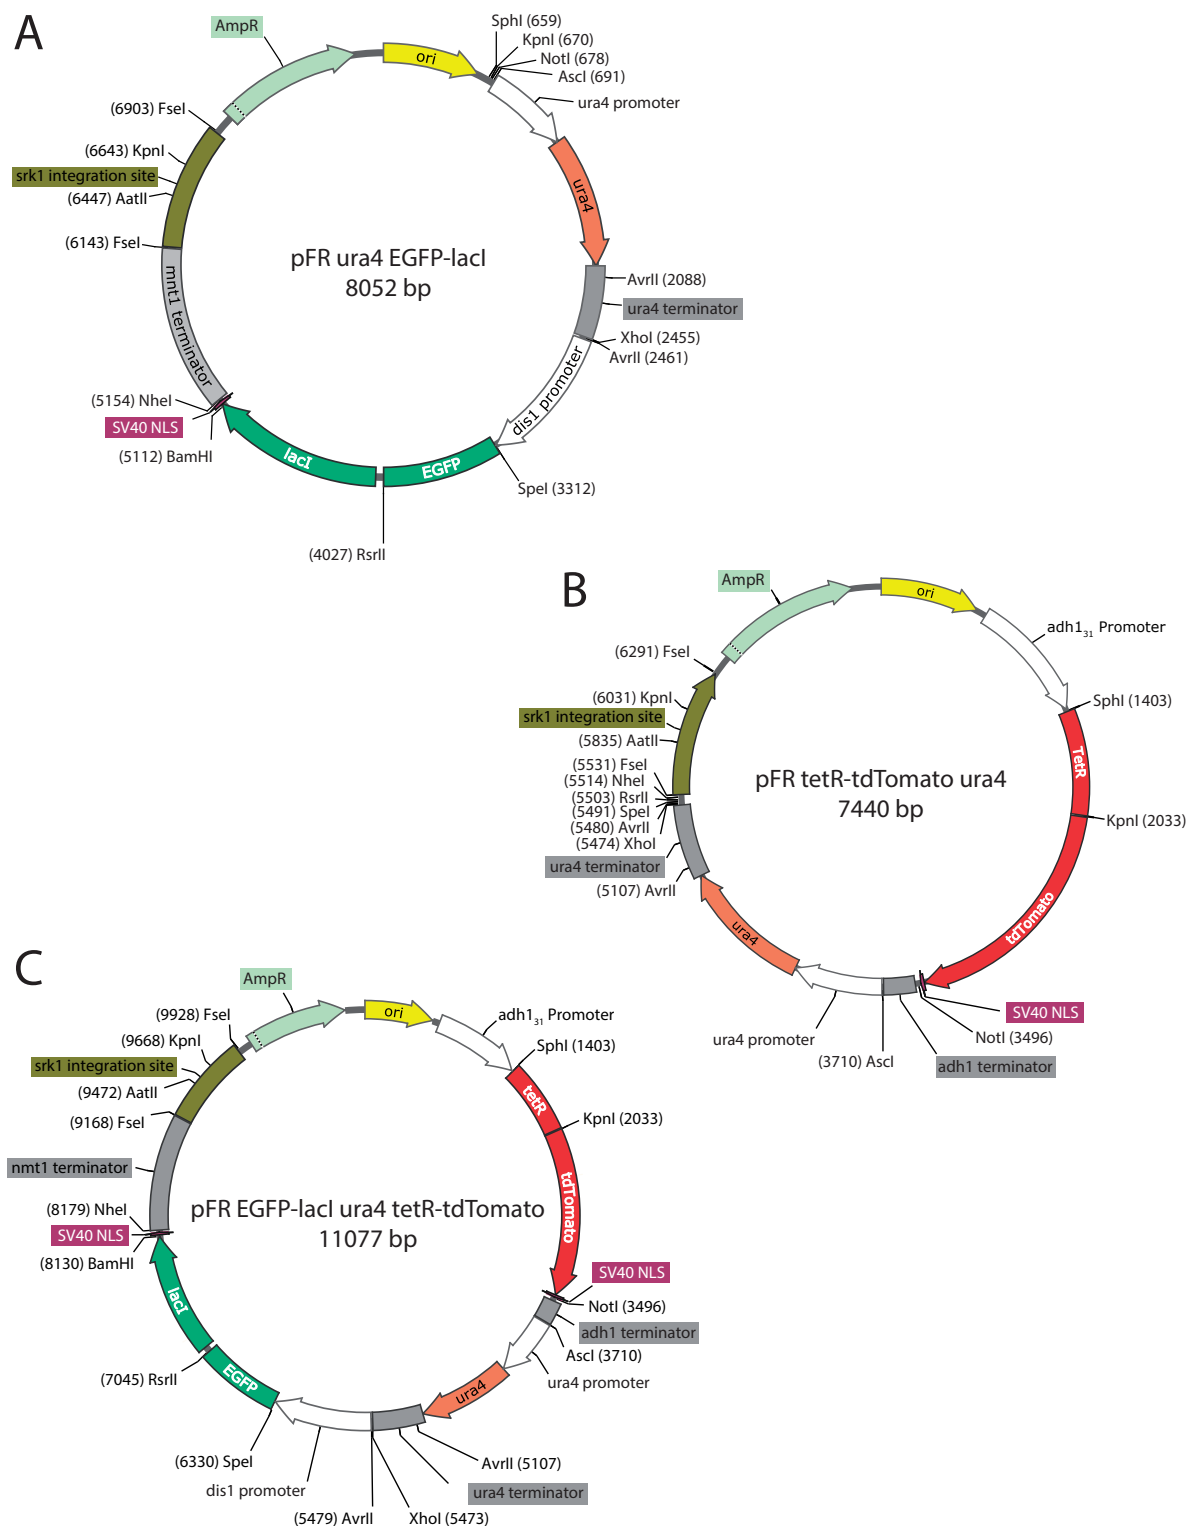 A
AmpR
ori
SphI (659)
KpnI (670)
NotI (678)
AscI (691)
ura4 promoter
(6903) FseI
(6643) KpnI
srk1 integration site
(6447) AatII
(6143) FseI
ura4
pFR ura4 EGFP-lacI
8052 bp
mnt1 terminator
AvrII (2088)
ura4 terminator
XhoI (2455)
AvrII (2461)
dis1 promoter
(5154) NheI
SV40 NLS
(5112) BamHI
lacI
EGFP
SpeI (3312)
(4027) RsrII
B
AmpR
ori
adh131 Promoter
(6291) FseI
SphI (1403)
(6031) KpnI
srk1 integration site
(5835) AatII
TetR
(5531) FseI
(5514) NheI
(5503) RsrII
(5491) SpeI
(5480) AvrII
(5474) XhoI
pFR tetR-tdTomato ura4
7440 bp
KpnI (2033)
ura4 terminator
(5107) AvrII
ura4
tdTomato
SV40 NLS
ura4 promoter
NotI (3496)
(3710) AscI
adh1 terminator
C
AmpR
ori
adh131 Promoter
(9928) FseI
(9668) KpnI
SphI (1403)
srk1 integration site
(9472) AatII
tetR
(9168) FseI
KpnI (2033)
nmt1 terminator
tdTomato
(8179) NheI
pFR EGFP-lacI ura4 tetR-tdTomato
11077 bp
SV40 NLS
(8130) BamHI
SV40 NLS
NotI (3496)
lacI
adh1 terminator
AscI (3710)
(7045) RsrII
EGFP
ura4
ura4 promoter
(6330) SpeI
AvrII (5107)
dis1 promoter
ura4 terminator
(5479) AvrII
XhoI (5473)